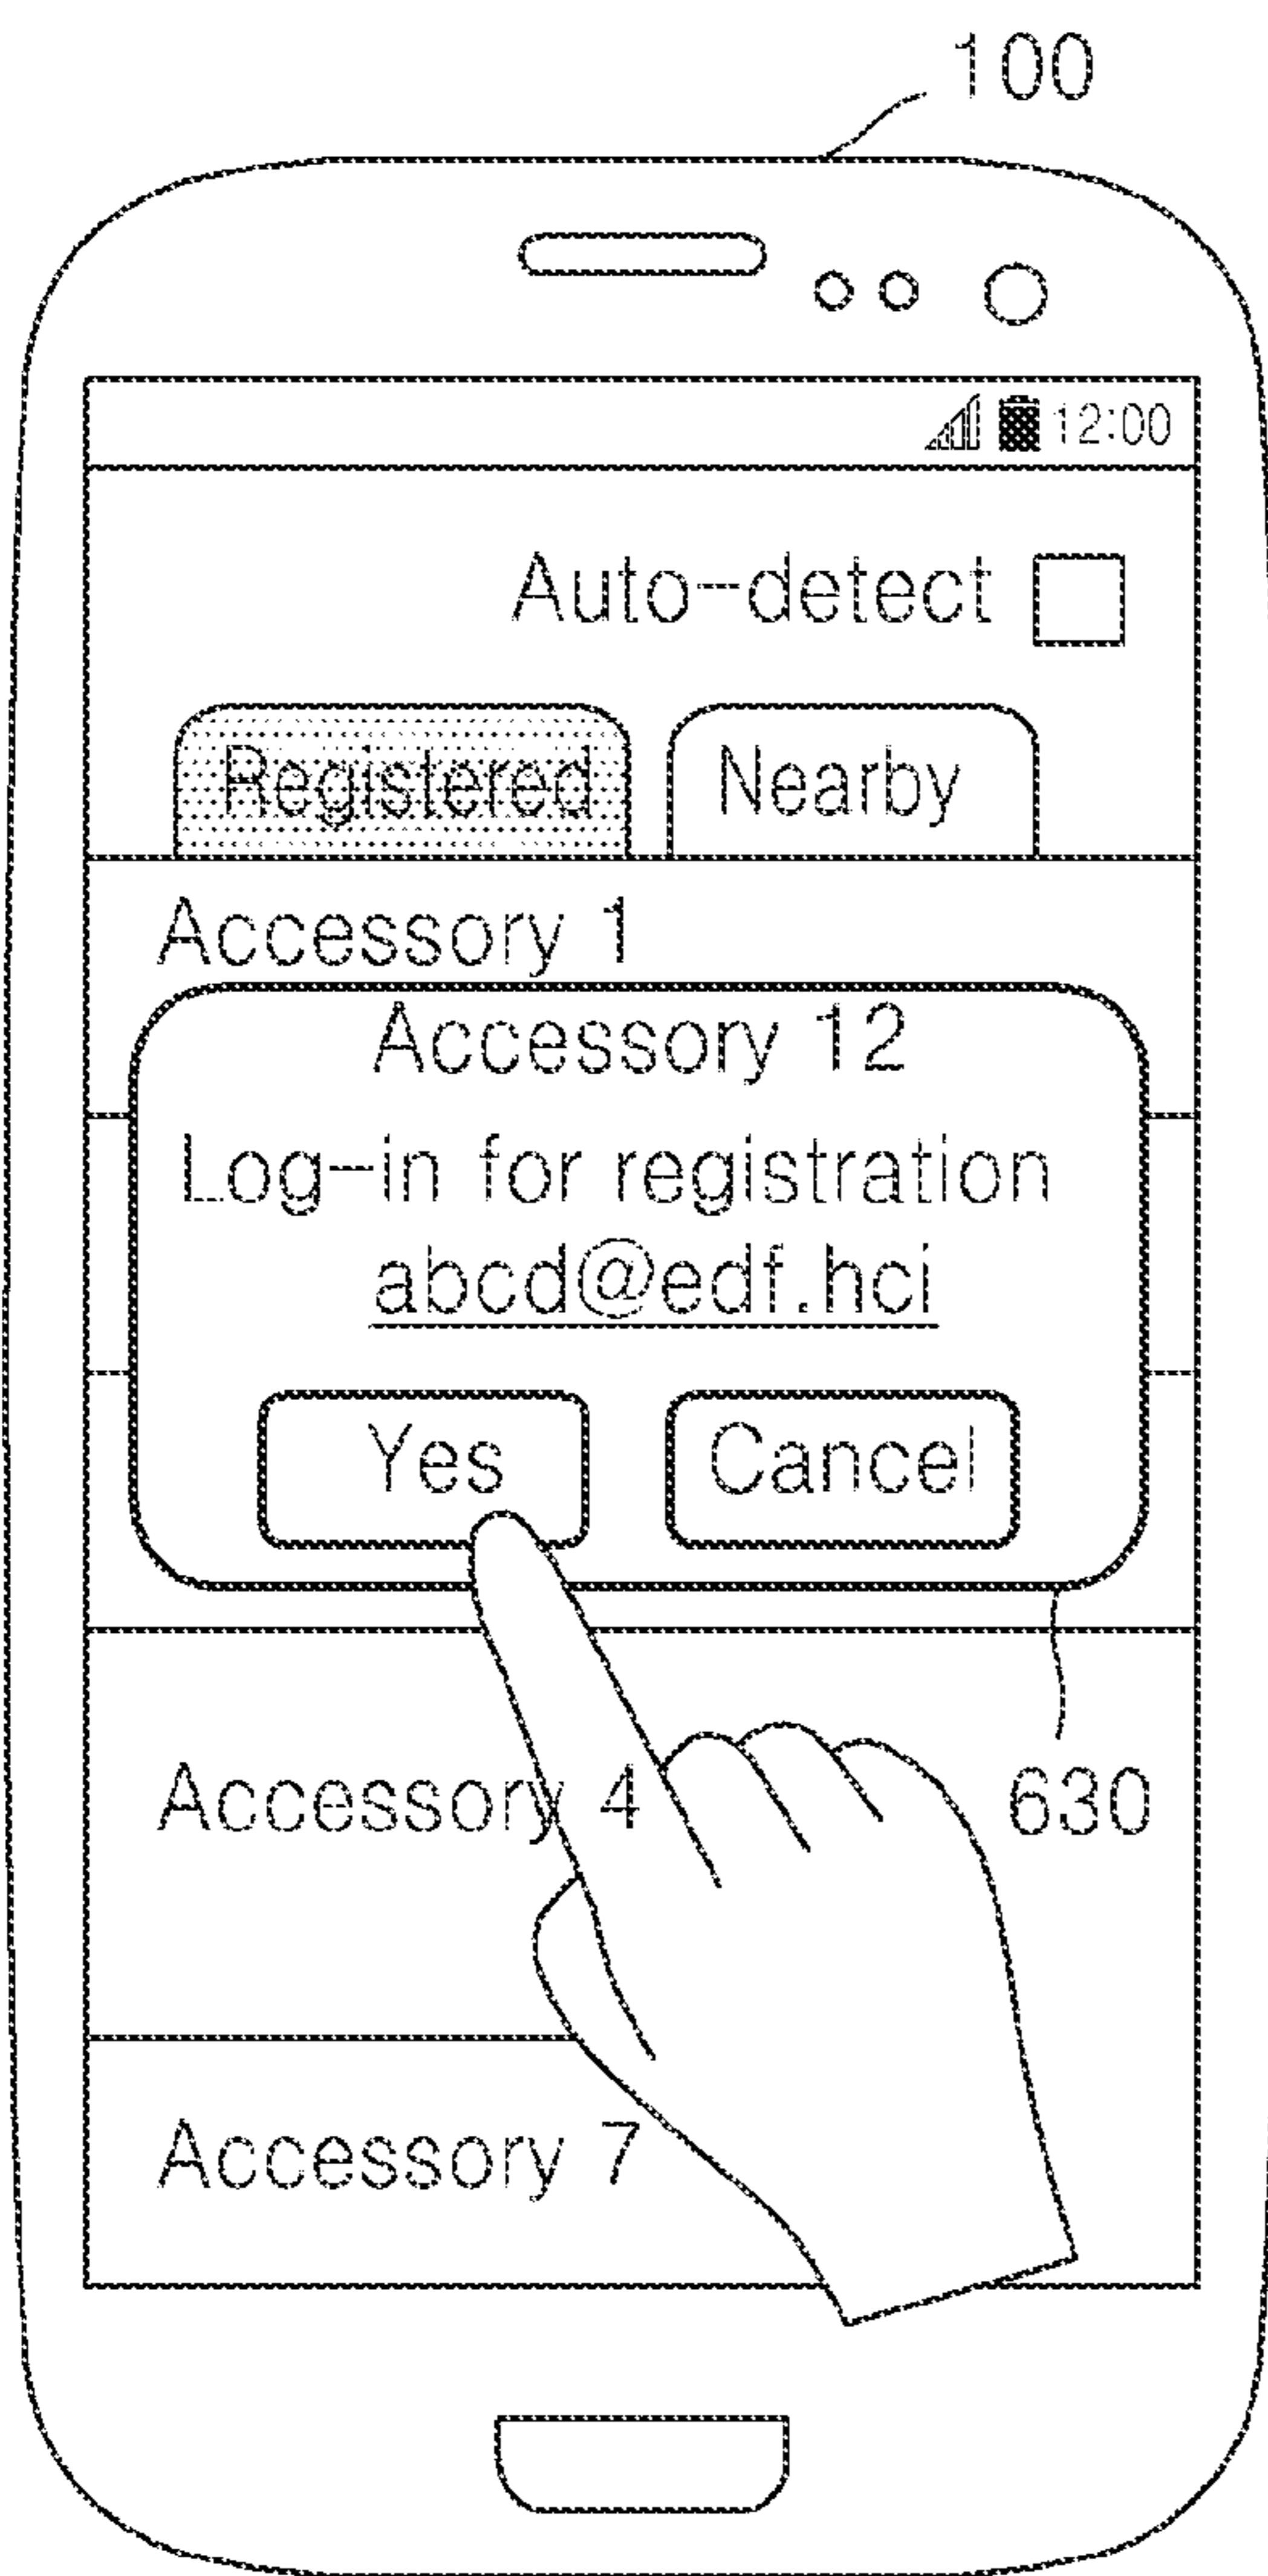 100
12:00
Auto-detect
Registered Nearby
Accessory 1
Accessory 12
Log-in for registration
abcd@edf.hci
Yes Cancel
Accessory 4 630
Accessory 7